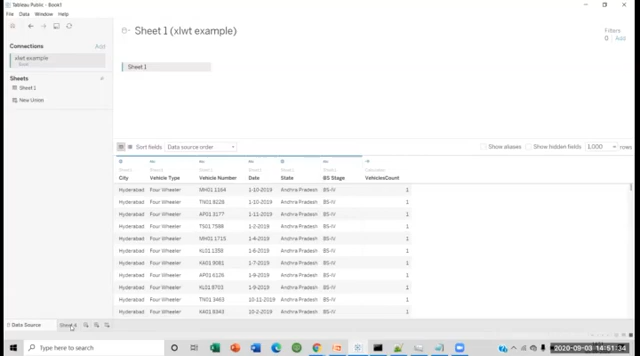 Tableau Public - Book1
File Data Window Help
Connections Add
xlwt example
Sheets
Sheet 1
New Union
Sheet 1 (xlwt example)
Filters
0 Add
Sheet 1
Sort fields Data source order Show aliases Show hidden fields 1,000 rows
City Vehicle Type Vehicle Number Date State BS Stage VehiclesCount
Hyderabad Four Wheeler MH01 1164 1-10-2019 Andhra Pradesh BS-IV 1
Hyderabad Four Wheeler TN01 8228 1-10-2019 Andhra Pradesh BS-IV 1
Hyderabad Four Wheeler AP01 3177 1-11-2019 Andhra Pradesh BS-IV 1
Hyderabad Four Wheeler TS01 7588 1-2-2019 Andhra Pradesh BS-IV 1
Hyderabad Four Wheeler MH01 1715 1-4-2019 Andhra Pradesh BS-IV 1
Hyderabad Four Wheeler KL01 1356 1-6-2019 Andhra Pradesh BS-IV 1
Hyderabad Four Wheeler KA01 9081 1-7-2019 Andhra Pradesh BS-IV 1
Hyderabad Four Wheeler AP01 6126 1-8-2019 Andhra Pradesh BS-IV 1
Hyderabad Four Wheeler KL01 8703 1-9-2019 Andhra Pradesh BS-IV 1
Hyderabad Four Wheeler TN01 3463 10-11-2019 Andhra Pradesh BS-IV 1
Hyderabad Four Wheeler KA01 9343 10-2-2019 Andhra Pradesh BS-IV 1
Data Source
Type here to search
2020-09-03 14:51:34